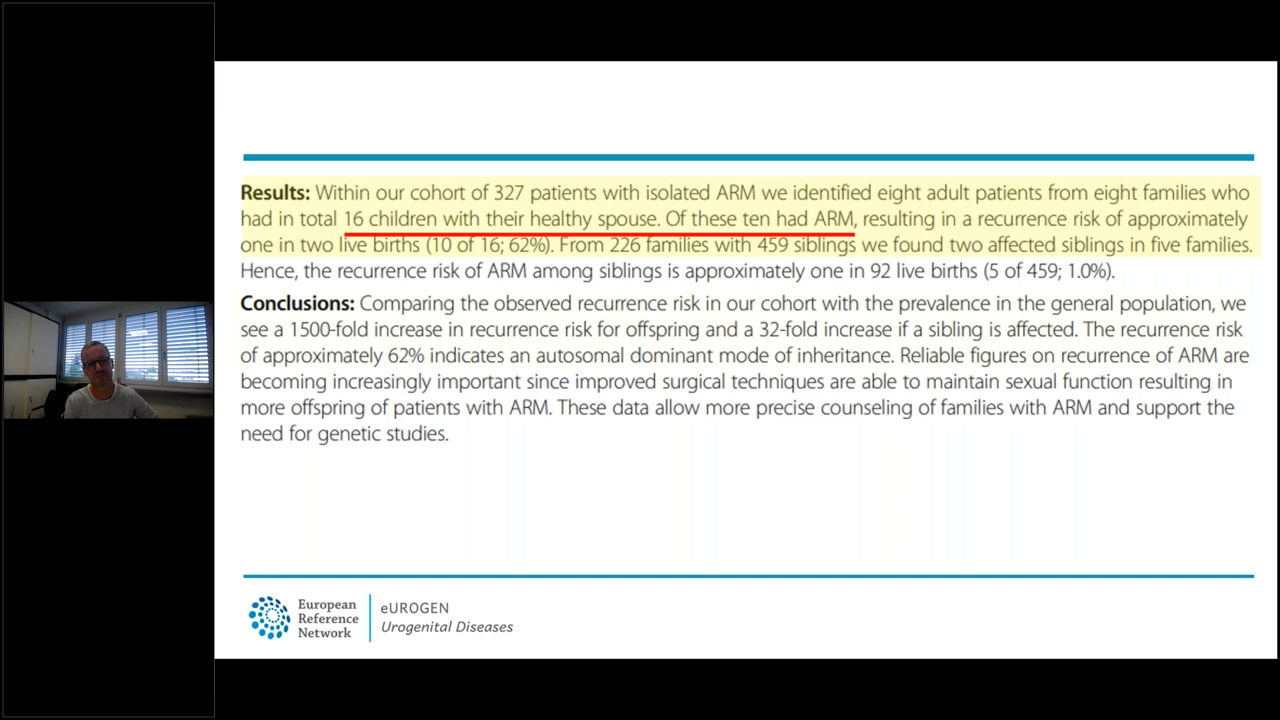 Results: Within our cohort of 327 patients with isolated ARM we identified eight adult patients from eight families who
had in total 16 children with their healthy spouse. Of these ten had ARM, resulting in a recurrence risk of approximately
one in two live births (10 of 16; 62%). From 226 families with 459 siblings we found two affected siblings in five families.
Hence, the recurrence risk of ARM among siblings is approximately one in 92 live births (5 of 459; 1.0%).
Conclusions: Comparing the observed recurrence risk in our cohort with the prevalence in the general population, we
see a 1500-fold increase in recurrence risk for offspring and a 32-fold increase if a sibling is affected. The recurrence risk
of approximately 62% indicates an autosomal dominant mode of inheritance. Reliable figures on recurrence of ARM are
becoming increasingly important since improved surgical techniques are able to maintain sexual function resulting in
more offspring of patients with ARM. These data allow more precise counseling of families with ARM and support the
need for genetic studies.
European
Reference
Network
eUROGEN
Urogenital Diseases